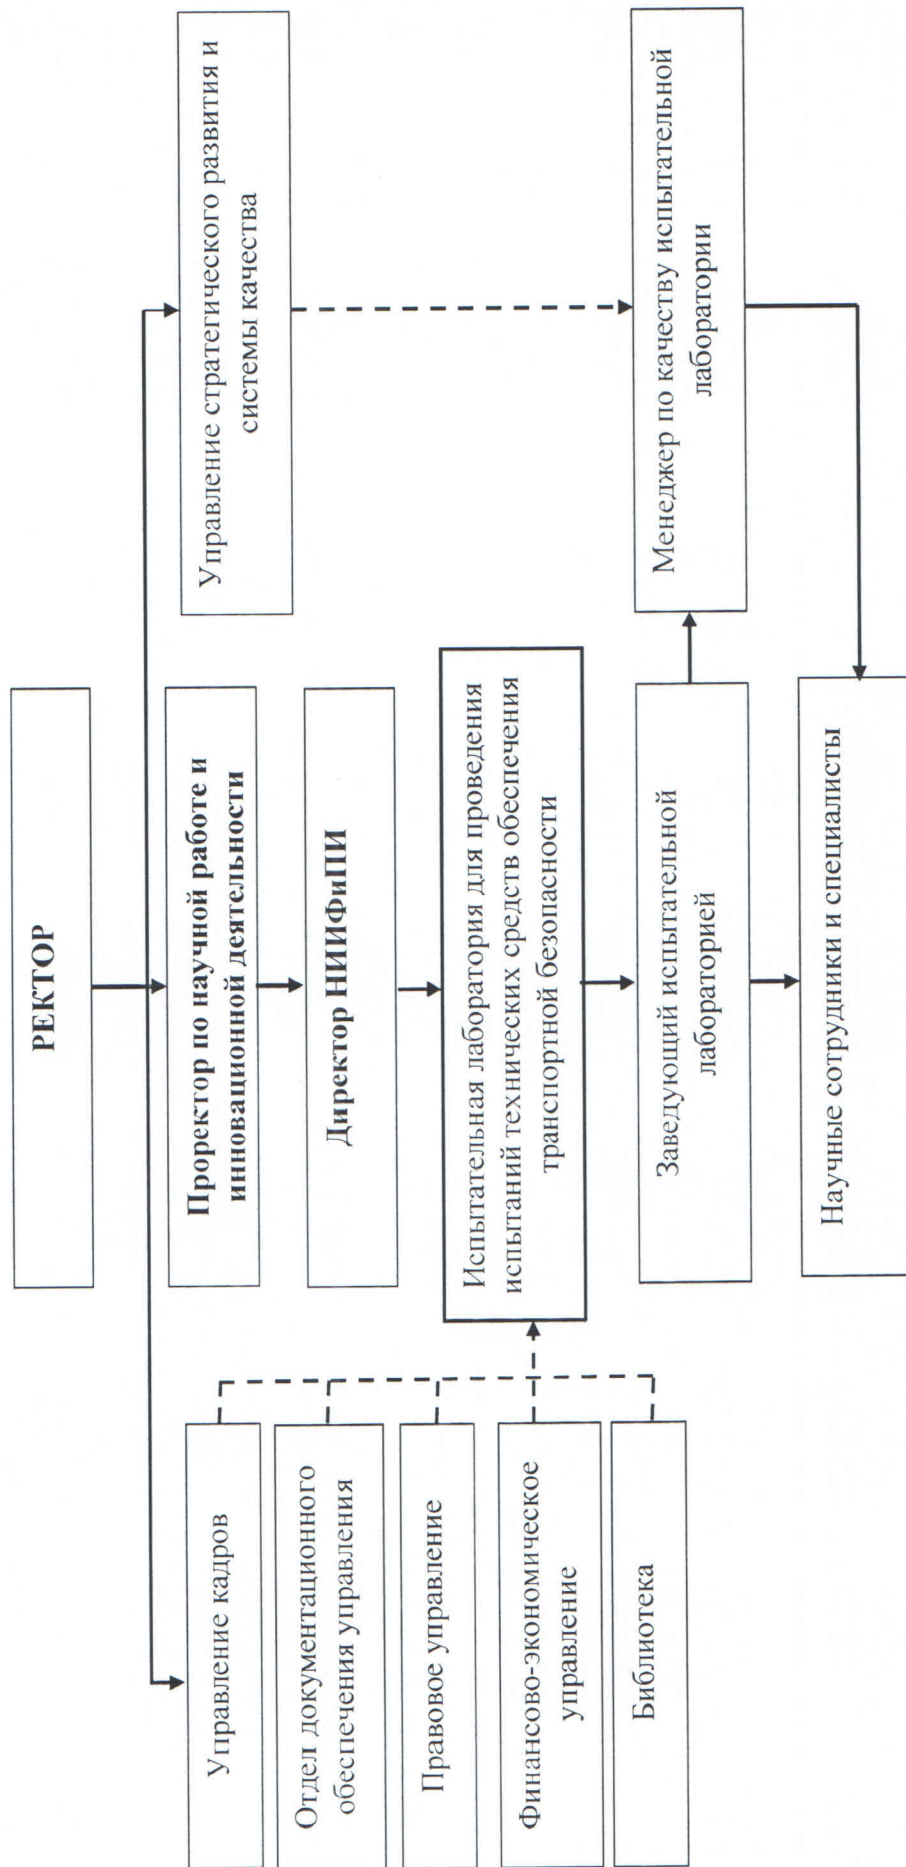 РЕКТОР
Управление кадров
Отдел документационного
обеспечения управления
Правовое управление
Финансово-экономическое
управление
Библиотека
Проректор по научной работе и
инновационной деятельности
Директор НИИФиПИ
Испытательная лаборатория для проведения
испытаний технических средств обеспечения
транспортной безопасности
Заведующий испытательной
лабораторией
Научные сотрудники и специалисты
Управление стратегического развития и
системы качества
Менеджер по качеству испытательной
лаборатории